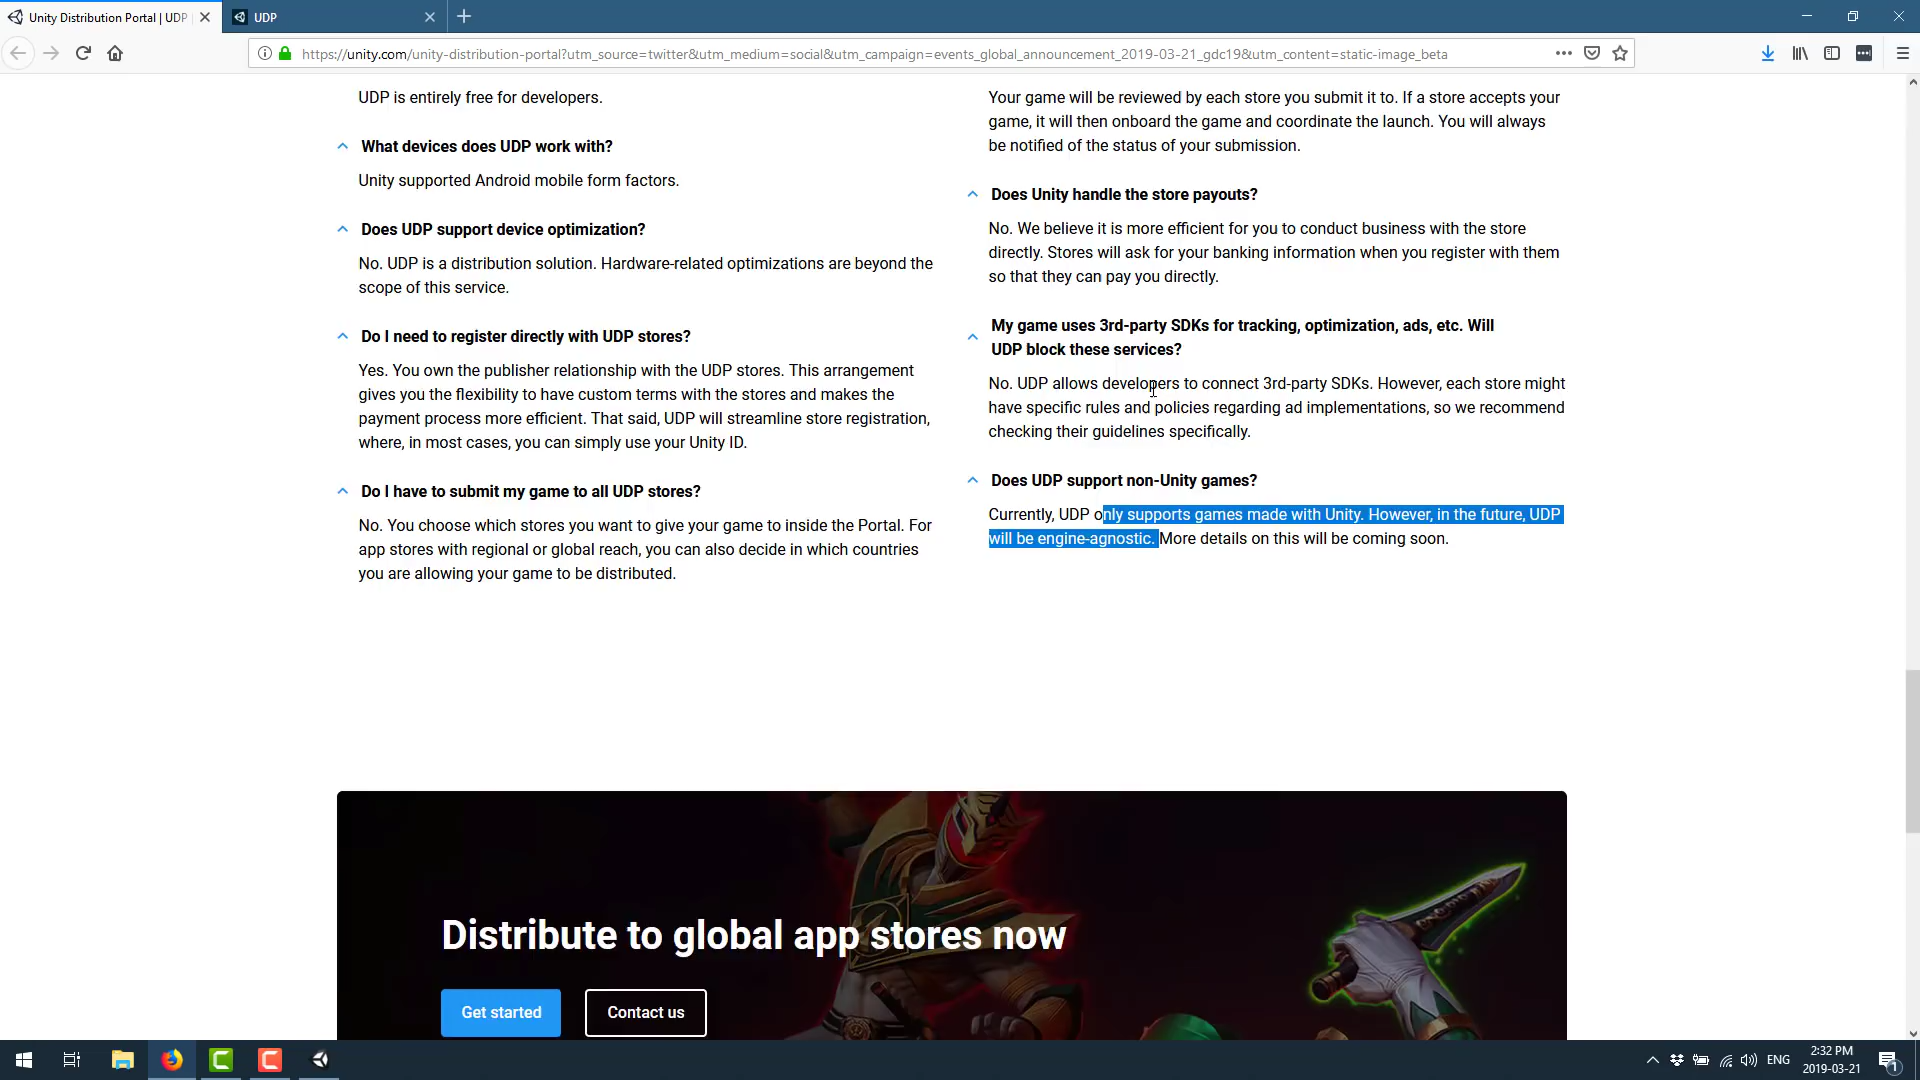 Unity Distribution Portal | UDP
UDP
https://unity.com/unity-distribution-portal?utm_source=twitter&utm_medium=social&utm_campaign=events_global_announcement_2019-03-21_gdc19&utm_content=static-image_beta
UDP is entirely free for developers.
What devices does UDP work with?
Unity supported Android mobile form factors.
Does UDP support device optimization?
No. UDP is a distribution solution. Hardware-related optimizations are beyond the
scope of this service.
Do I need to register directly with UDP stores?
Yes. You own the publisher relationship with the UDP stores. This arrangement
gives you the flexibility to have custom terms with the stores and makes the
payment process more efficient. That said, UDP will streamline store registration,
where, in most cases, you can simply use your Unity ID.
Do I have to submit my game to all UDP stores?
No. You choose which stores you want to give your game to inside the Portal. For
app stores with regional or global reach, you can also decide in which countries
you are allowing your game to be distributed.
Your game will be reviewed by each store you submit it to. If a store accepts your
game, it will then onboard the game and coordinate the launch. You will always
be notified of the status of your submission.
Does Unity handle the store payouts?
No. We believe it is more efficient for you to conduct business with the store
directly. Stores will ask for your banking information when you register with them
so that they can pay you directly.
My game uses 3rd-party SDKs for tracking, optimization, ads, etc. Will
UDP block these services?
No. UDP allows developers to connect 3rd-party SDKs. However, each store might
have specific rules and policies regarding ad implementations, so we recommend
checking their guidelines specifically.
Does UDP support non-Unity games?
Currently, UDP only supports games made with Unity. However, in the future, UDP
will be engine-agnostic. More details on this will be coming soon.
Distribute to global app stores now
Get started
Contact us
ENG
2:32 PM
2019-03-21
1